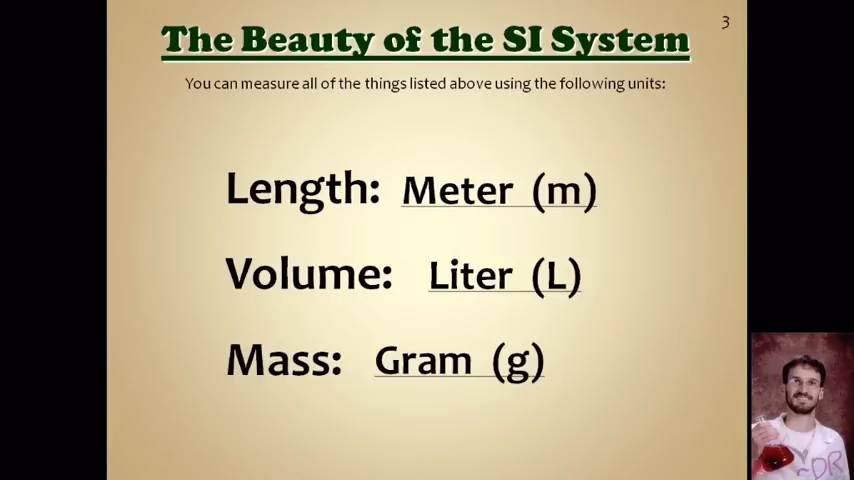 3
The Beauty of the SI System
You can measure all of the things listed above using the following units:
Length: Meter (m)
Volume: Liter (L)
Mass: Gram (g)
~DR